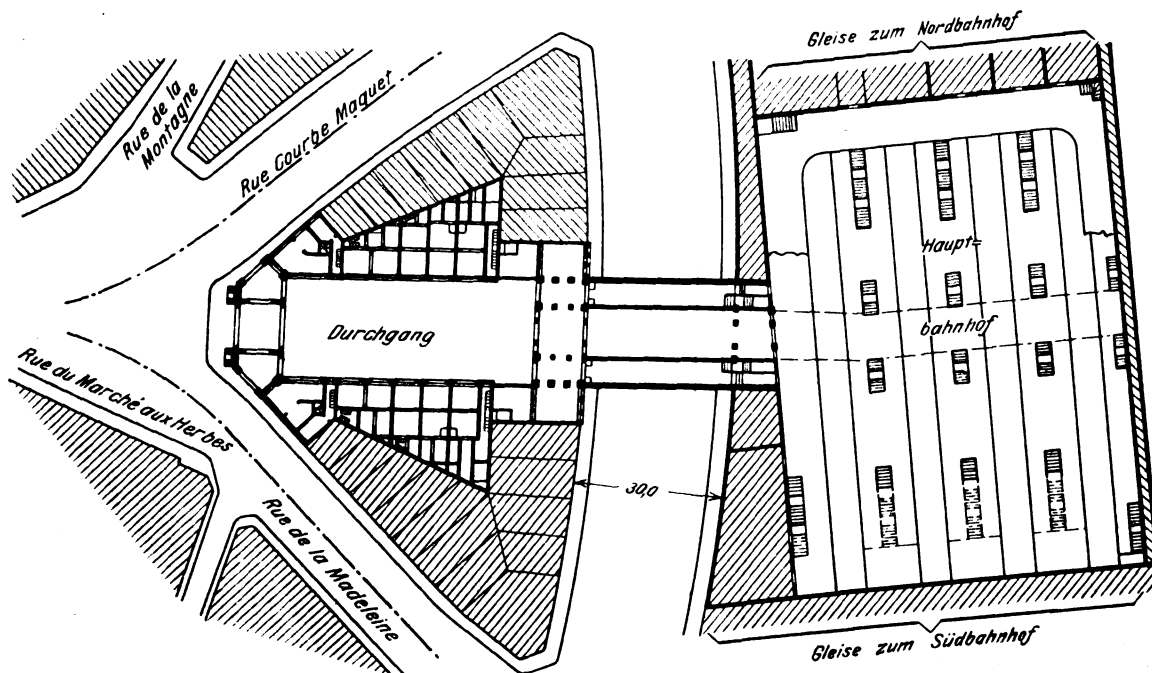 Gleise zum Nordbahnhof
Rue de la
Montagne
Rue Courbe Maquet
Haupt=
bahnhof
Durchgang
Rue du Marché aux Herbes
30,0
Rue de la Madeleine
Gleise zum Südbahnhof